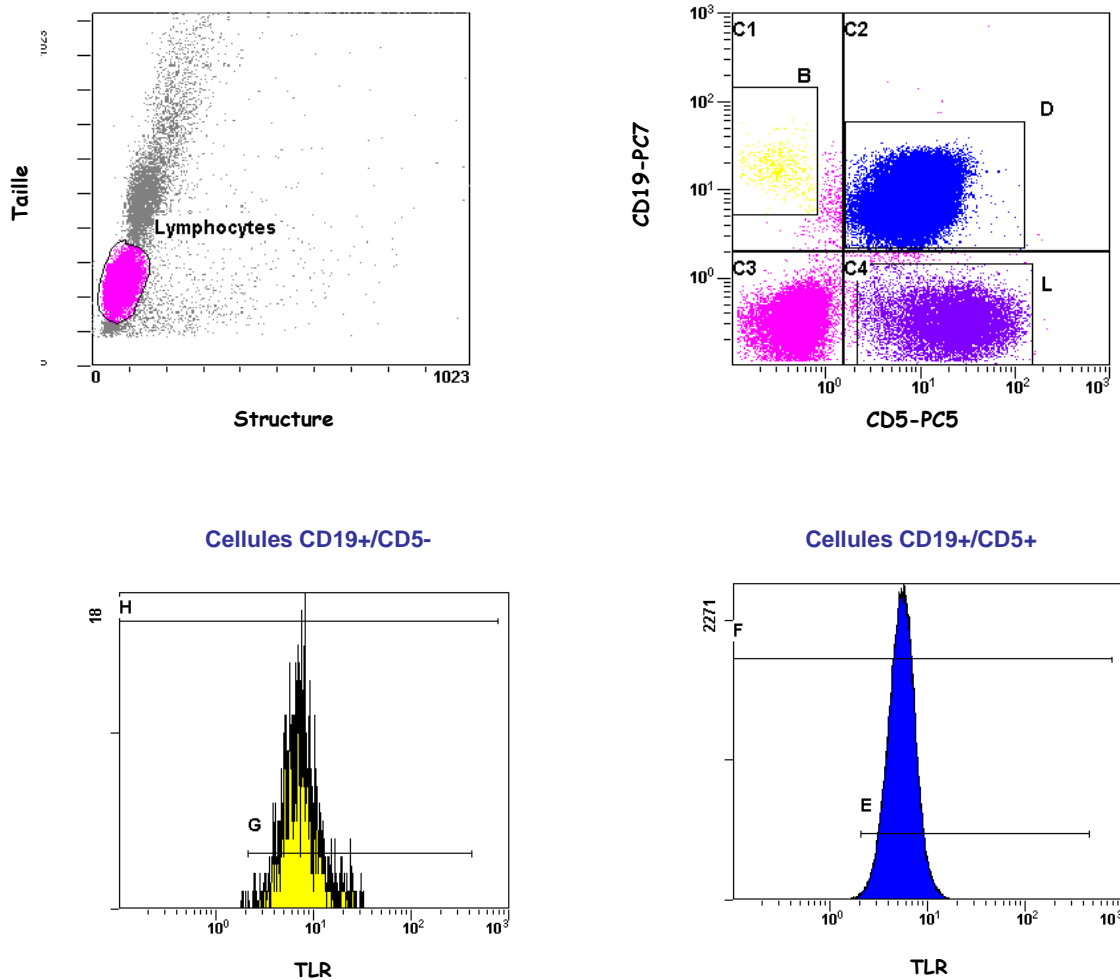 1023
Taille
0
Lymphocytes
0
1023
Structure
10³
10²
10¹
10⁰
CD19-PC7
C1
C2
B
D
C3
C4
L
10⁰
10¹
10²
10³
CD5-PC5
Cellules CD19+/CD5-
18
H
G
10⁰
10¹
10²
10³
TLR
Cellules CD19+/CD5+
2271
F
E
10⁰
10¹
10²
10³
TLR